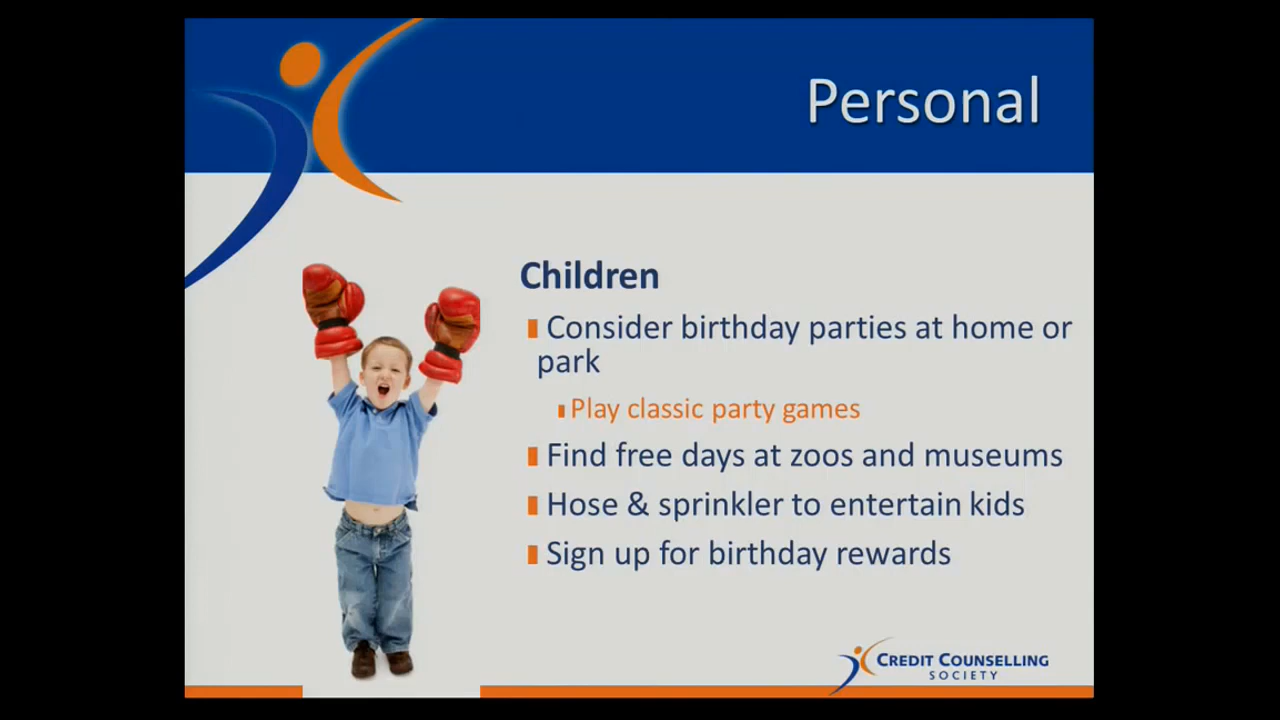 Personal
Children
Consider birthday parties at home or
park
Play classic party games
Find free days at zoos and museums
Hose & sprinkler to entertain kids
Sign up for birthday rewards
CREDIT COUNSELLING
SOCIETY